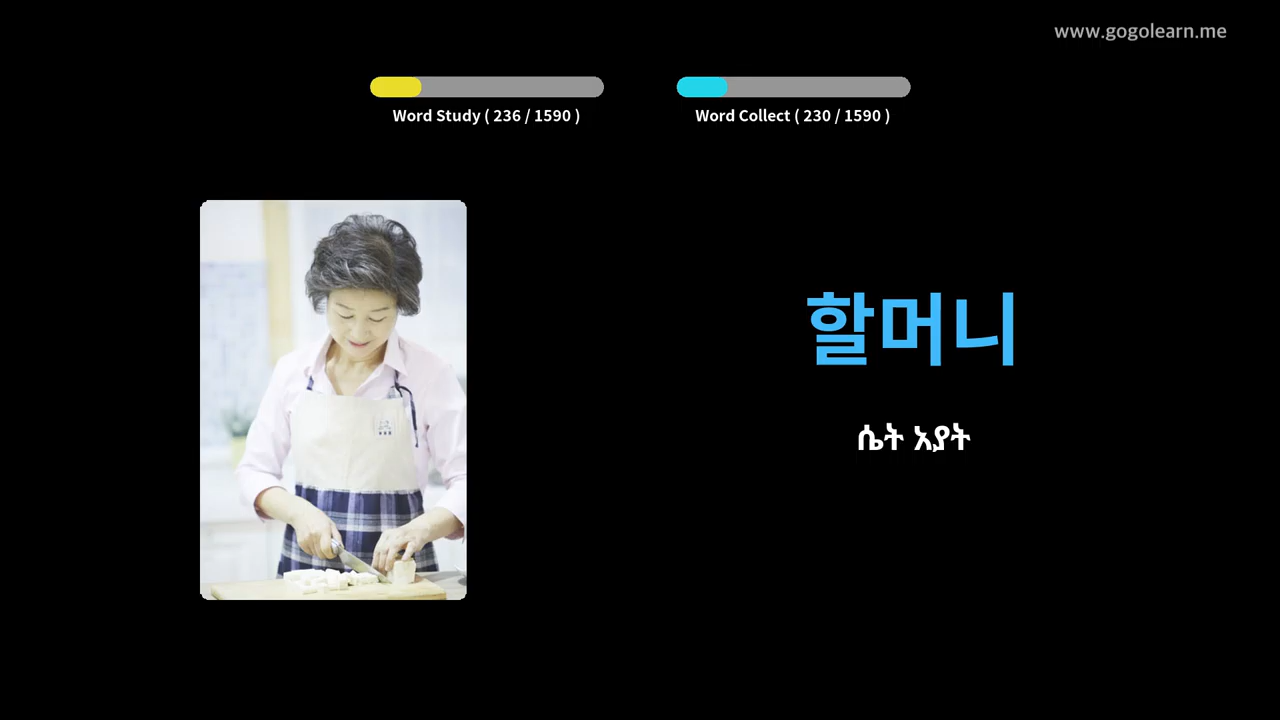 www.gogolearn.me
Word Study ( 236 / 1590 )
Word Collect ( 230 / 1590 )
할머니
ሴት አያት